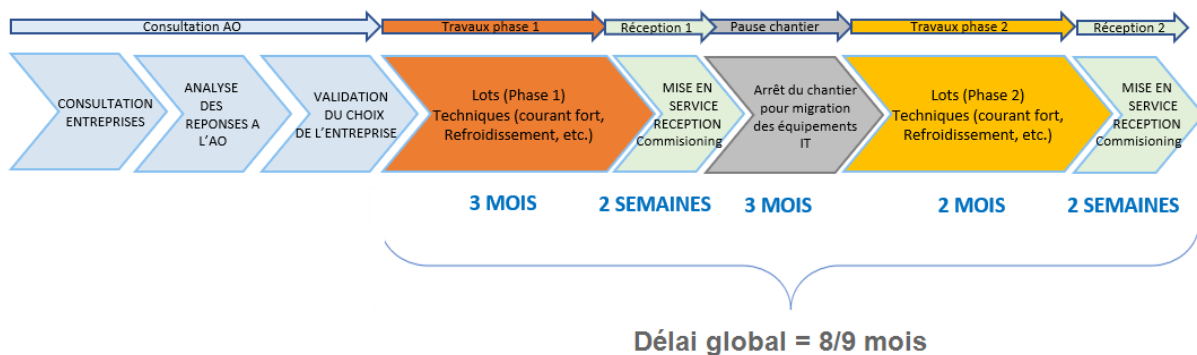 Consultation AO
Travaux phase 1
Réception 1
Pause chantier
Travaux phase 2
Réception 2
CONSULTATION
ENTREPRISES
ANALYSE
DES
REPONSES A
L'AO
VALIDATION
DU CHOIX
DE L'ENTREPRISE
Lots (Phase 1)
Techniques (courant fort,
Refroidissement, etc.)
MISE EN
SERVICE
RECEPTION
Commisioning
Arrêt du chantier
pour migration
des équipements
IT
Lots (Phase 2)
Techniques (courant fort,
Refroidissement, etc.)
MISE EN
SERVICE
RECEPTION
Commisioning
3 MOIS
2 SEMAINES
3 MOIS
2 MOIS
2 SEMAINES
Délai global = 8/9 mois